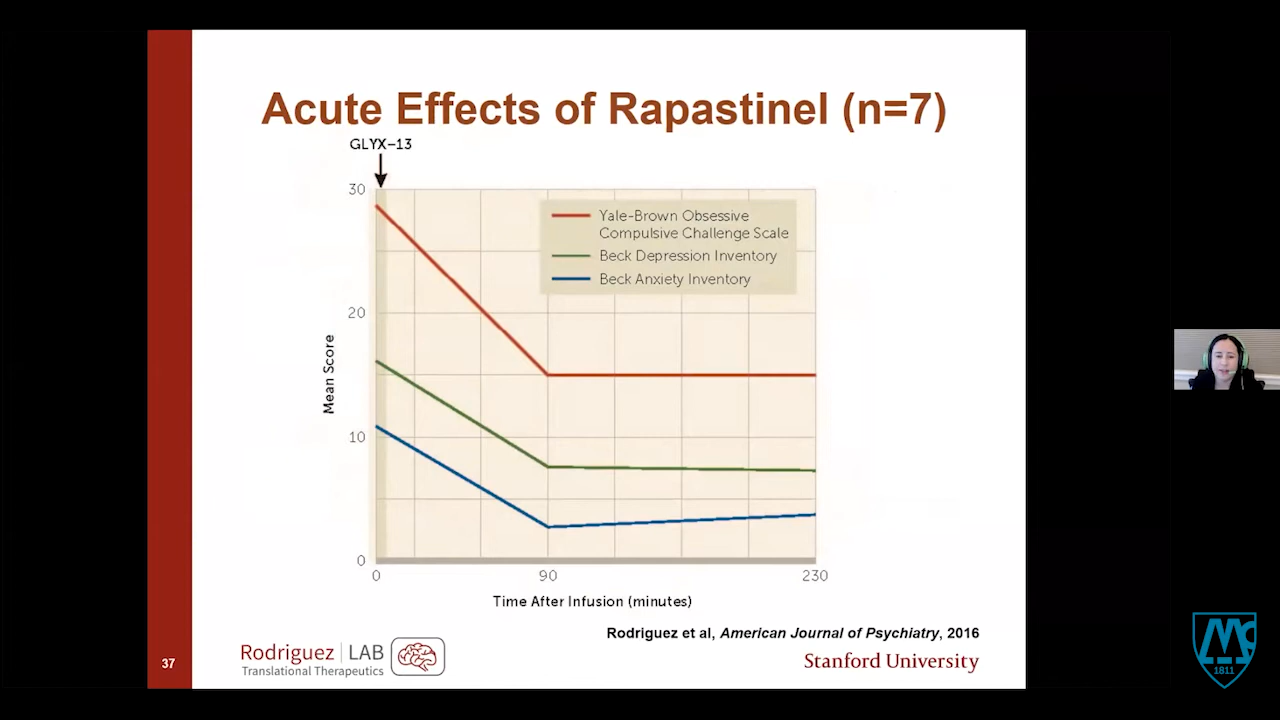 Acute Effects of Rapastinel (n=7)
GLYX–13
30
20
10
0
Mean Score
Yale-Brown Obsessive
Compulsive Challenge Scale
Beck Depression Inventory
Beck Anxiety Inventory
0 90 230
Time After Infusion (minutes)
Rodriguez et al, American Journal of Psychiatry, 2016
37
Rodriguez | LAB
Translational Therapeutics
Stanford University
Mc
1811